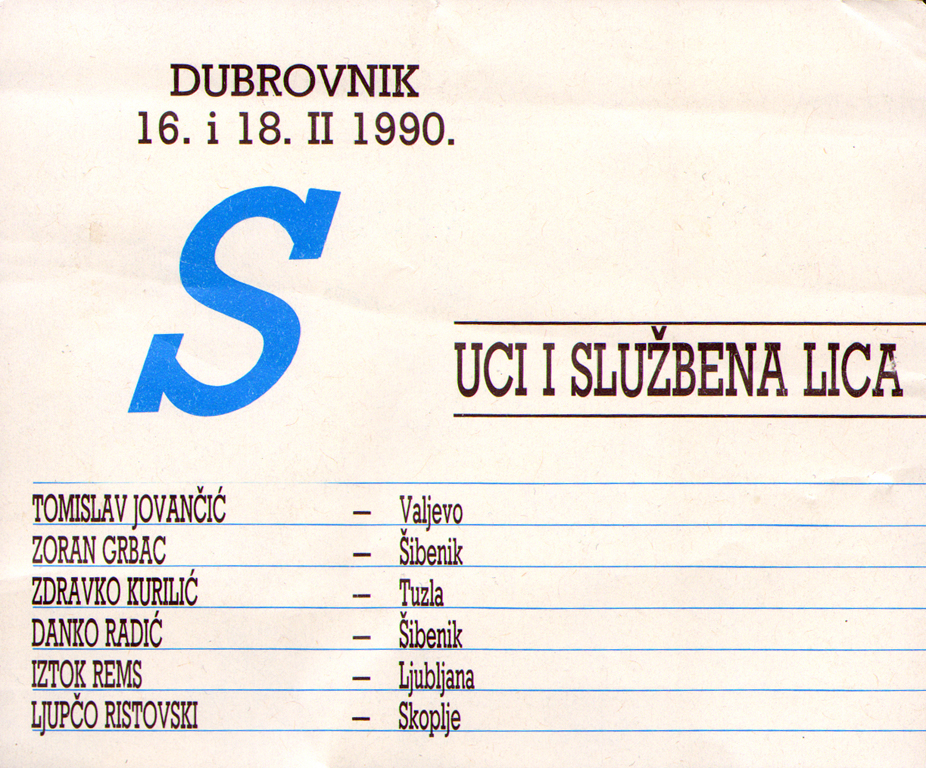 DUBROVNIK
16. i 18. II 1990.
S
UCI I SLUŽBENA LICA
TOMISLAV JOVANČIĆ – Valjevo
ZORAN GRBAC – Šibenik
ZDRAVKO KURILIĆ – Tuzla
DANKO RADIĆ – Šibenik
IZTOK REMS – Ljubljana
LJUPČO RISTOVSKI – Skoplje